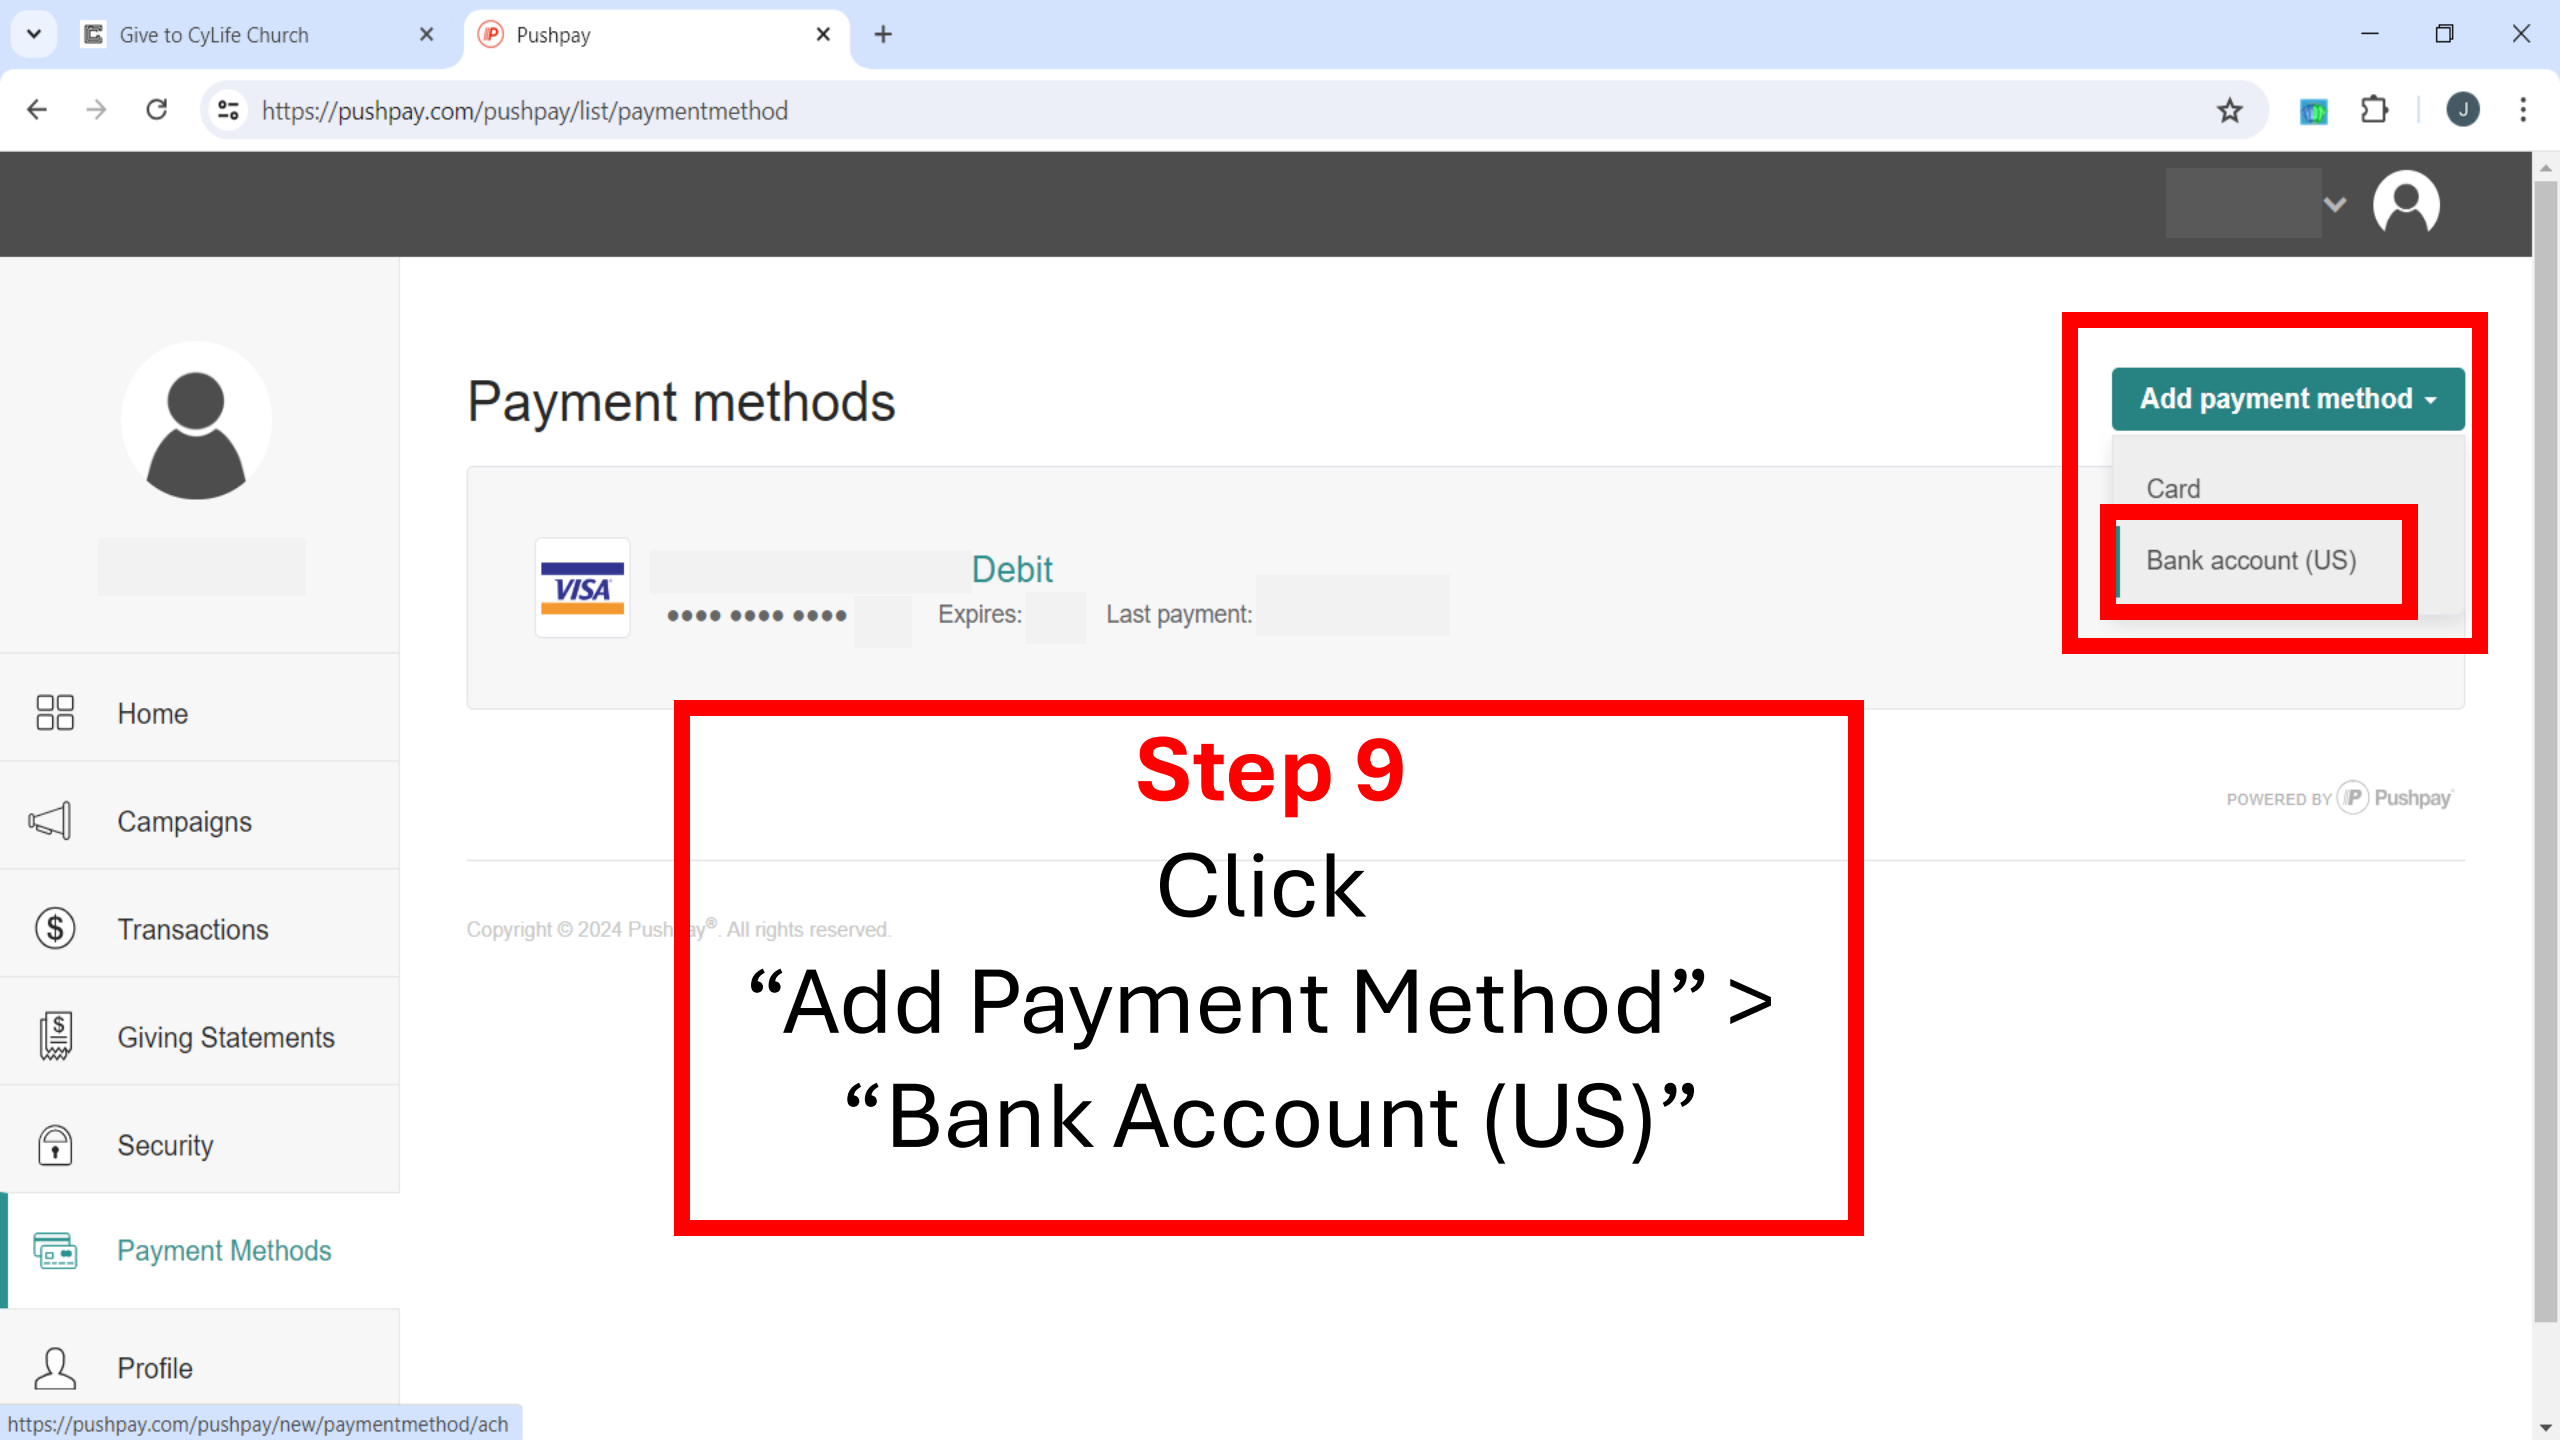 Give to CyLife Church
Pushpay
https://pushpay.com/pushpay/list/paymentmethod
J
Payment methods
Add payment method
Card
Bank account (US)
VISA
Debit
•••• •••• •••• Expires: Last payment:
Home
Campaigns
Transactions
Giving Statements
Security
Payment Methods
Profile
Step 9
Click
“Add Payment Method” >
“Bank Account (US)”
POWERED BY Pushpay
Copyright © 2024 Pushpay®. All rights reserved.
https://pushpay.com/pushpay/new/paymentmethod/ach